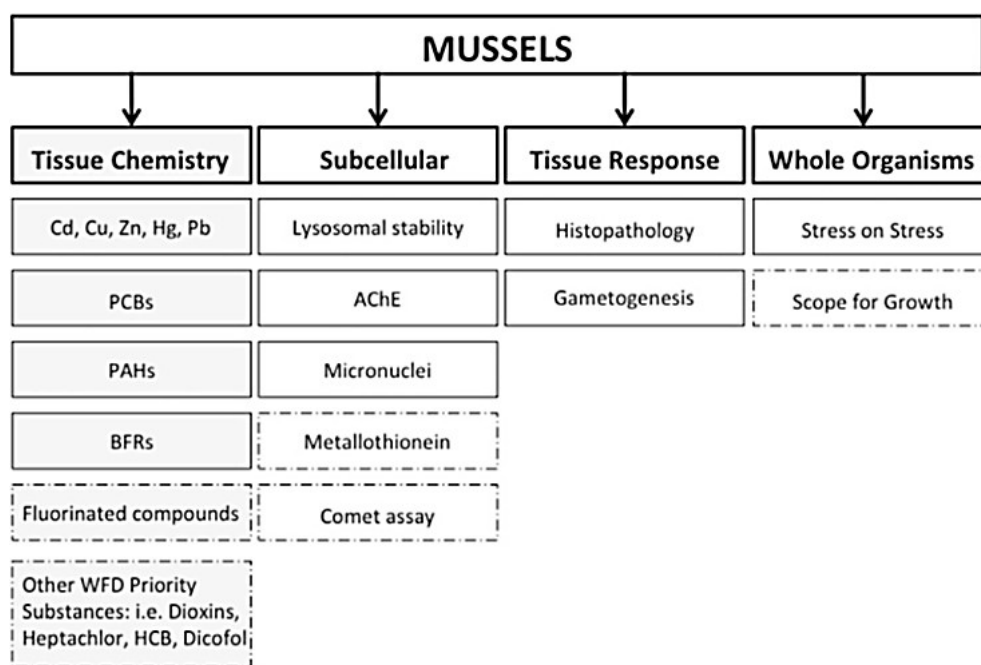 MUSSELS
Tissue Chemistry
Subcellular
Tissue Response
Whole Organisms
Cd, Cu, Zn, Hg, Pb
Lysosomal stability
Histopathology
Stress on Stress
PCBs
AChE
Gametogenesis
Scope for Growth
PAHs
Micronuclei
BFRs
Metallothionein
Fluorinated compounds
Comet assay
Other WFD Priority
Substances: i.e. Dioxins,
Heptachlor, HCB, Dicofol